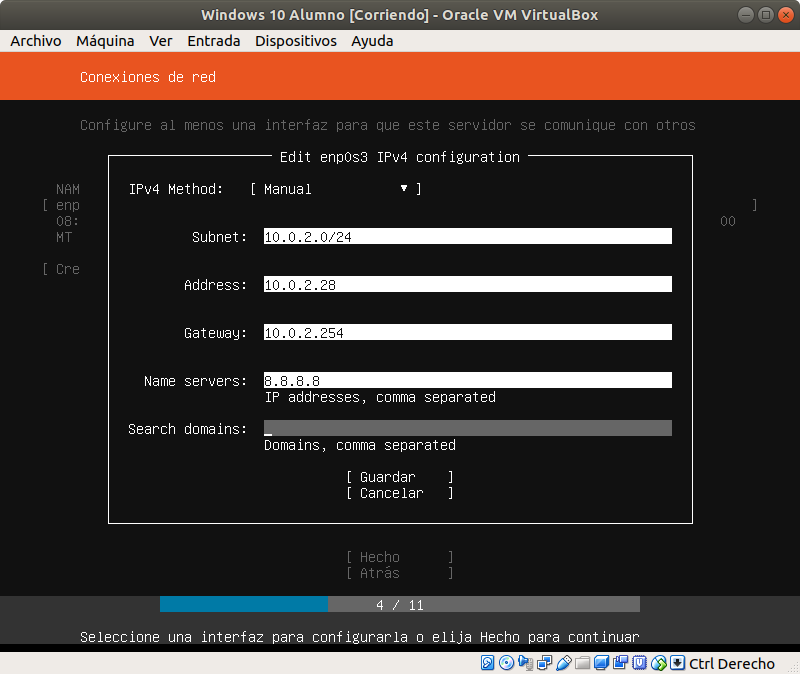 Windows 10 Alumno [Corriendo] - Oracle VM VirtualBox
Archivo Máquina Ver Entrada Dispositivos Ayuda
Conexiones de red
Configure al menos una interfaz para que este servidor se comunique con otros
Edit enp0s3 IPv4 configuration
NAM
IPv4 Method: [ Manual ▼ ]
[ enp ]
08: 00
MT
Subnet: 10.0.2.0/24
[ Cre
Address: 10.0.2.28
Gateway: 10.0.2.254
Name servers: 8.8.8.8
IP addresses, comma separated
Search domains:
Domains, comma separated
[ Guardar ]
[ Cancelar ]
[ Hecho ]
[ Atrás ]
4 / 11
Seleccione una interfaz para configurarla o elija Hecho para continuar
Ctrl Derecho